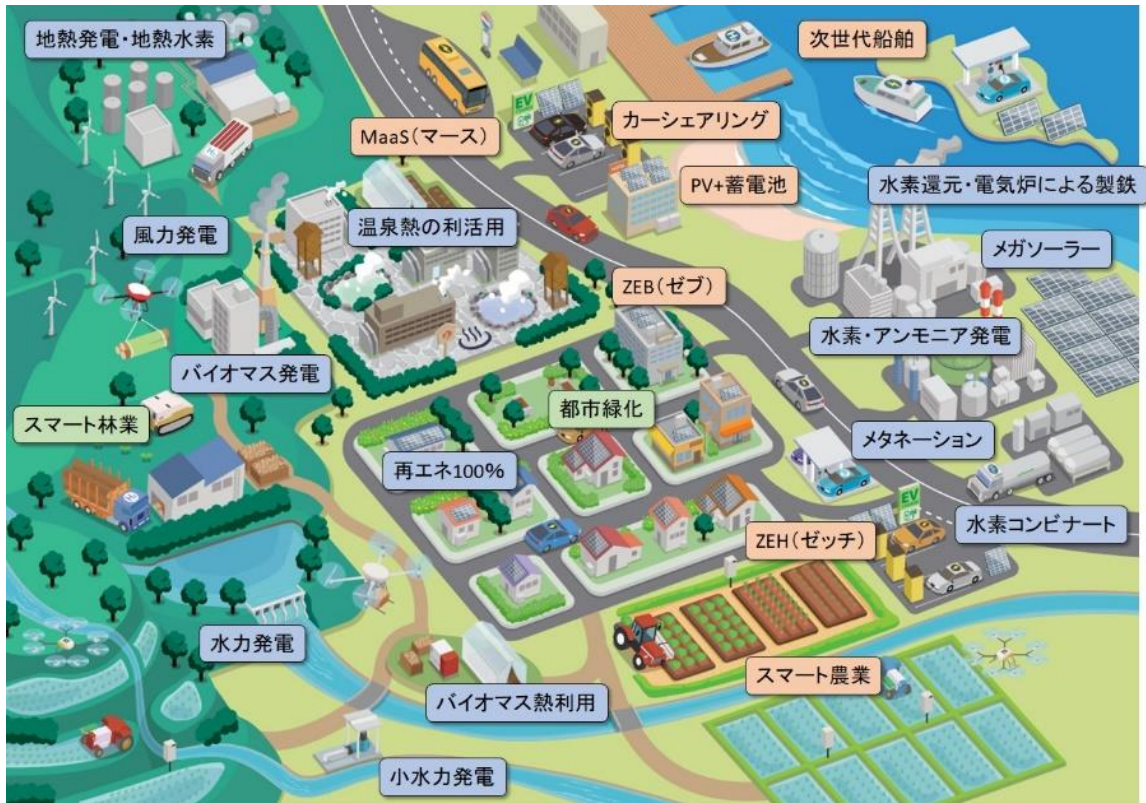 地熱発電・地熱水素
次世代船舶
EV
カーシェアリング
MaaS（マース）
PV+蓄電池
水素還元・電気炉による製鉄
風力発電
温泉熱の利活用
メガソーラー
ZEB（ゼブ）
水素・アンモニア発電
バイオマス発電
都市緑化
スマート林業
メタネーション
再エネ100％
EV
水素コンビナート
ZEH（ゼッチ）
水力発電
スマート農業
バイオマス熱利用
小水力発電